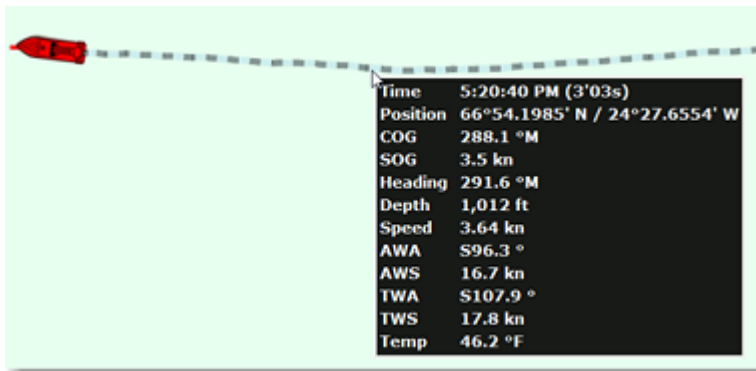 Time 5:20:40 PM (3'03s)
Position 66°54.1985' N / 24°27.6554' W
COG 288.1 °M
SOG 3.5 kn
Heading 291.6 °M
Depth 1,012 ft
Speed 3.64 kn
AWA S96.3 °
AWS 16.7 kn
TWA S107.9 °
TWS 17.8 kn
Temp 46.2 °F